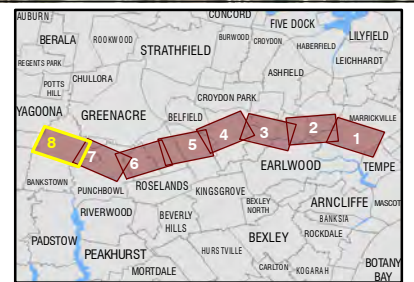 AUBURN
CONCORD
FIVE DOCK
BERALA
ROOKWOOD
BURWOOD
CROYDON
HABERFIELD
LILYFIELD
STRATHFIELD
LEICHHARDT
REGENTS PARK
CHULLORA
ASHFIELD
POTTS
HILL
CROYDON PARK
YAGOONA
GREENACRE
BELFIELD
MARRICKVILLE
8
7
6
5
4
3
2
1
EARLWOOD
TEMPE
BANKSTOWN
PUNCHBOWL
ROSELANDS
KINGSGROVE
RIVERWOOD
BEVERLY
HILLS
BEXLEY
NORTH
ARNCLIFFE
MASCOT
BANKSIA
PADSTOW
ROCKDALE
BEXLEY
PEAKHURST
HURSTVILLE
BOTANY
BAY
MORTDALE
CARLTON
KOGARAH